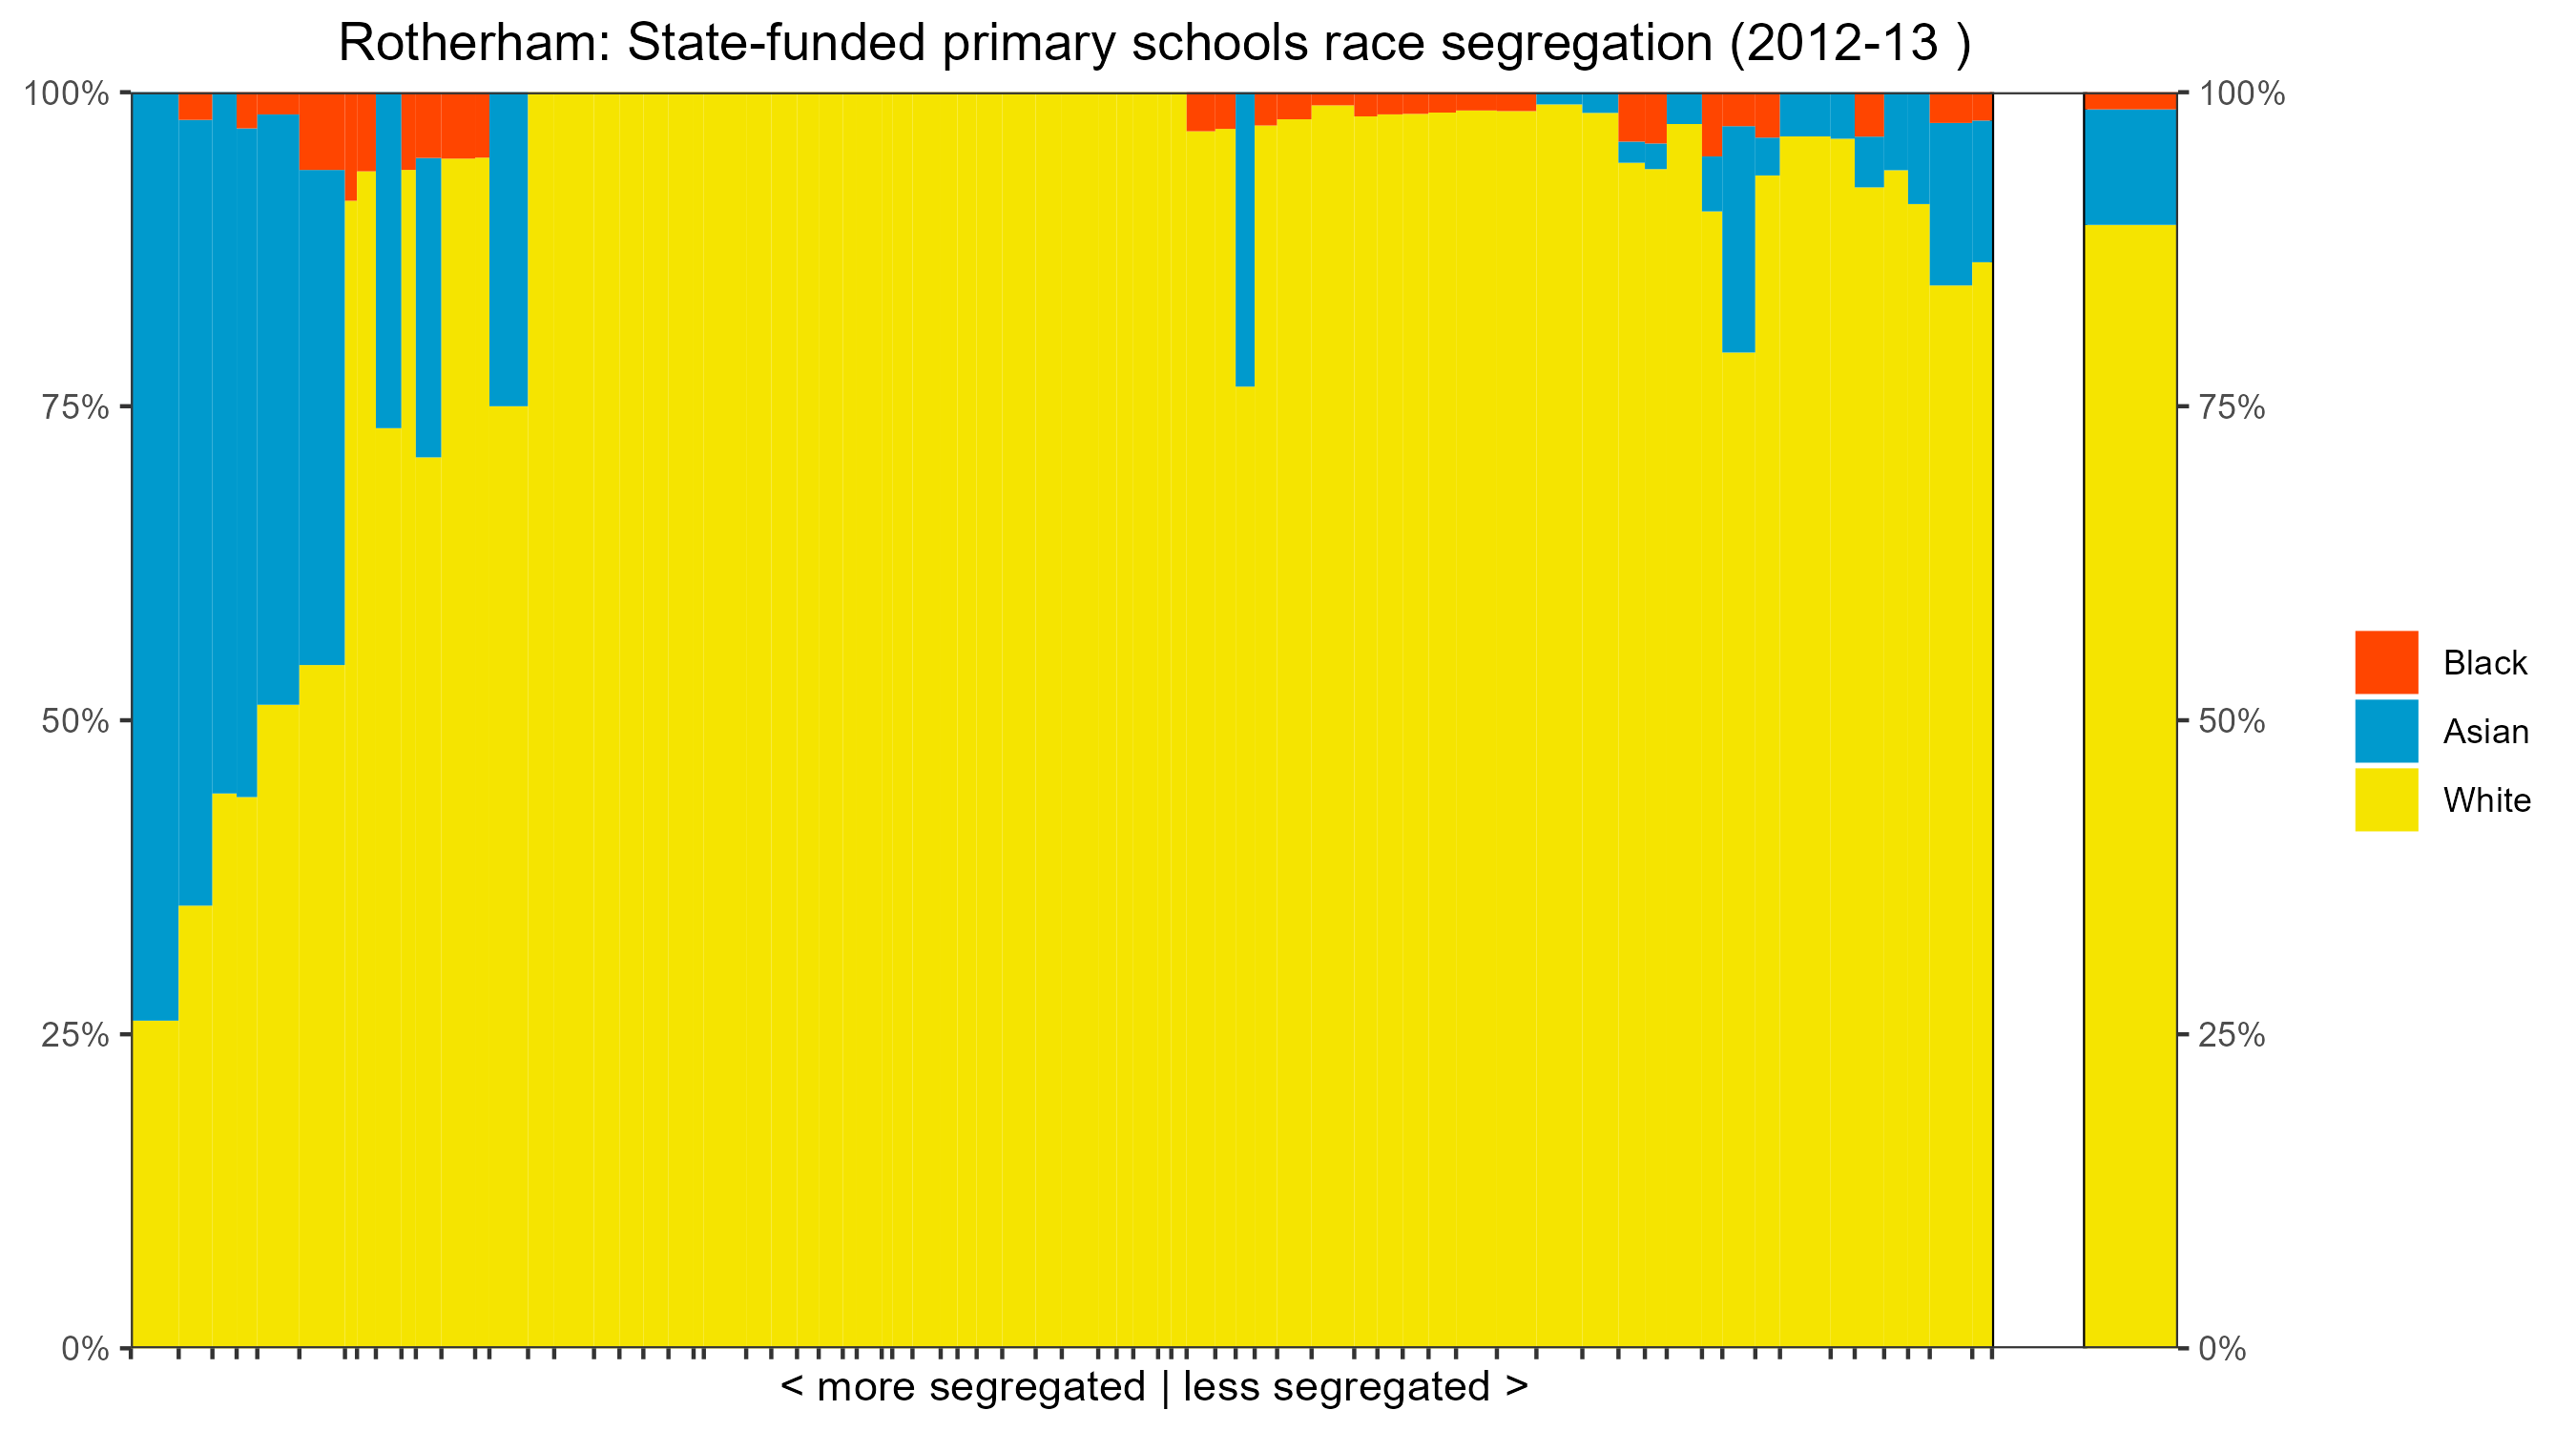 Rotherham: State-funded primary schools race segregation (2012-13 )
100%
75%
50%
25%
0%
100%
75%
50%
25%
0%
Black
Asian
White
< more segregated | less segregated >